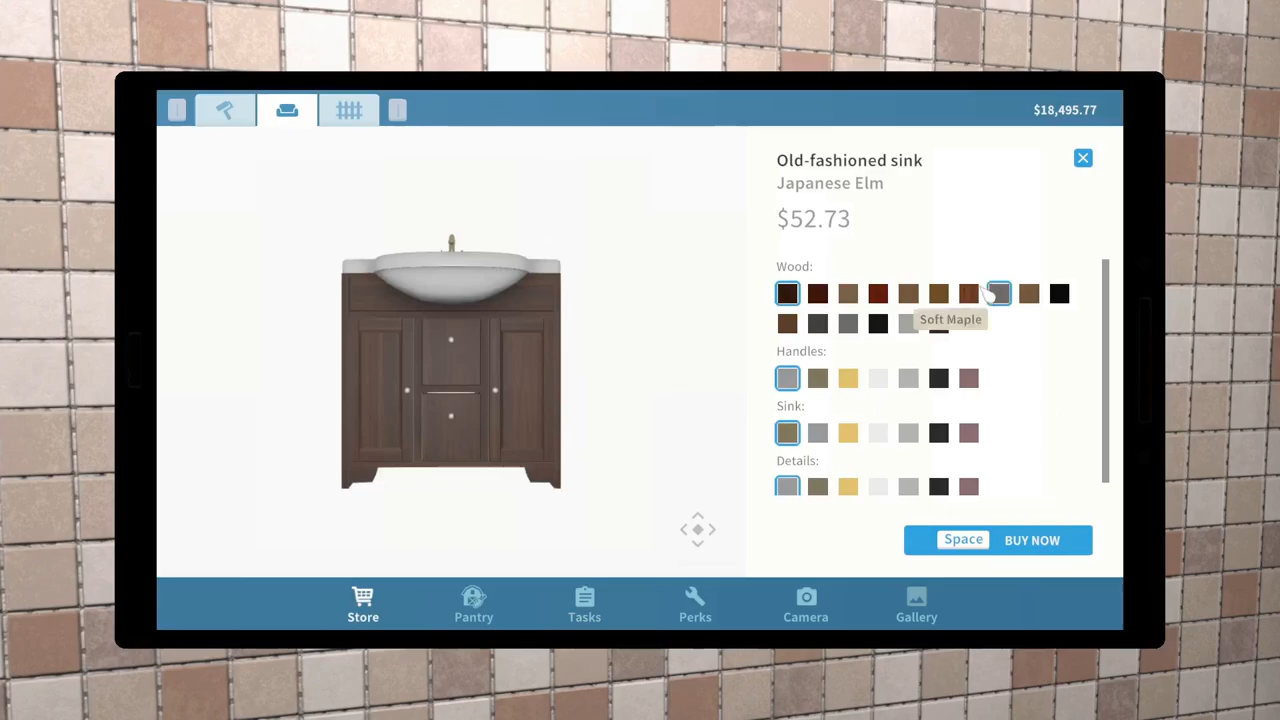 $18,495.77
Old-fashioned sink
Japanese Elm
$52.73
Wood:
Soft Maple
Handles:
Sink:
Details:
Space BUY NOW
Store Pantry Tasks Perks Camera Gallery